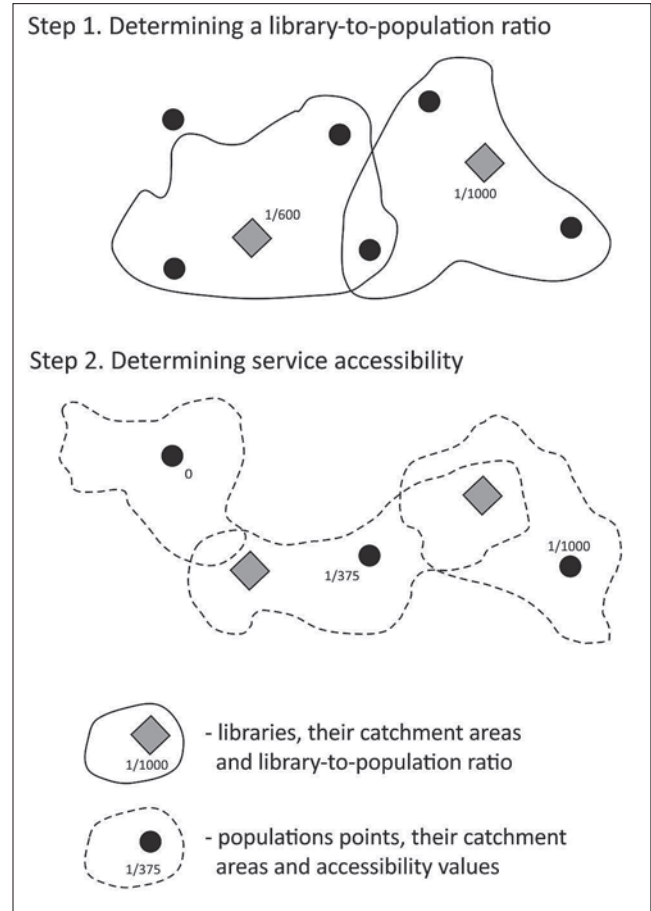 Step 1. Determining a library-to-population ratio
1/600
1/1000
Step 2. Determining service accessibility
0
1/375
1/1000
1/1000
- libraries, their catchment areas
and library-to-population ratio
1/375
- populations points, their catchment
areas and accessibility values